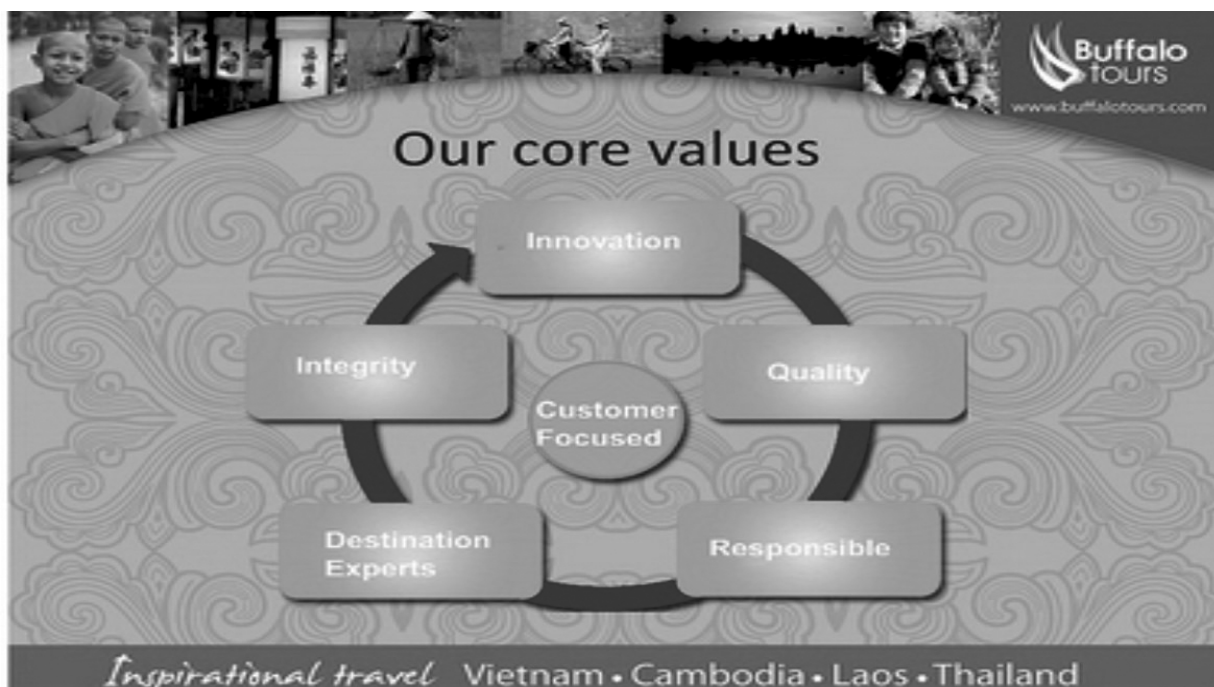 Buffalo
tours
www.buffalotours.com
Our core values
Innovation
Integrity
Quality
Customer
Focused
Destination
Experts
Responsible
Inspirational travel Vietnam • Cambodia • Laos • Thailand